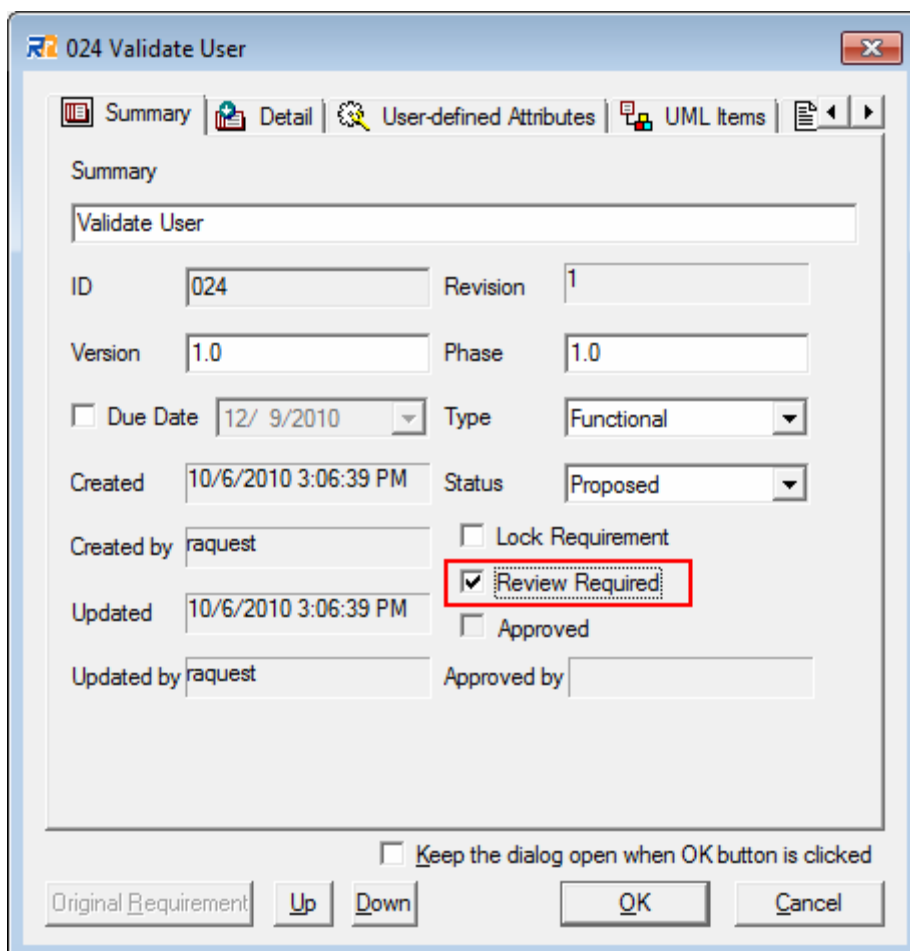 024 Validate User
Summary Detail User-defined Attributes UML Items
Summary
Validate User
ID 024 Revision 1
Version 1.0 Phase 1.0
Due Date 12/ 9/2010 Type Functional
Created 10/6/2010 3:06:39 PM Status Proposed
Created by raquest Lock Requirement
Review Required
Updated 10/6/2010 3:06:39 PM
Approved
Updated by raquest Approved by
Keep the dialog open when OK button is clicked
Original Requirement Up Down OK Cancel